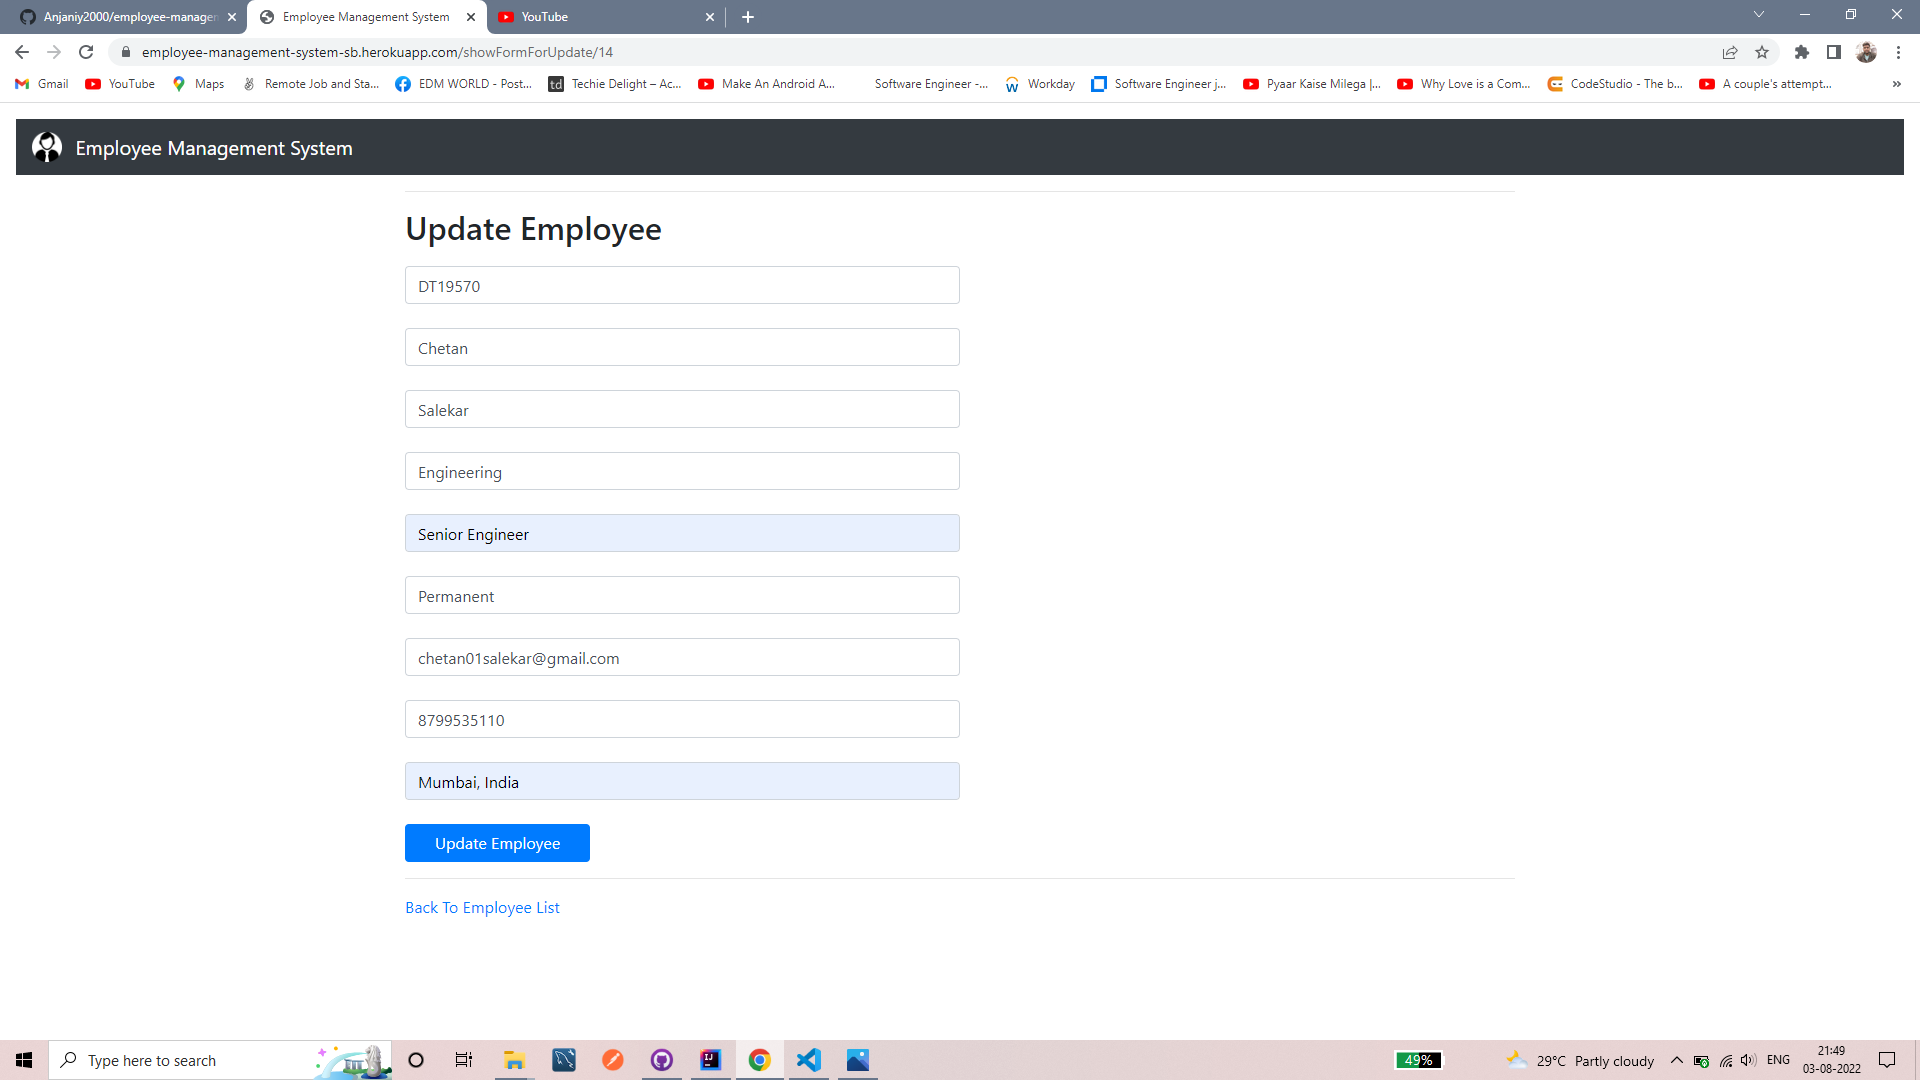 Anjaniy2000/employee-manager
Employee Management System
YouTube
employee-management-system-sb.herokuapp.com/showFormForUpdate/14
Gmail
YouTube
Maps
Remote Job and Sta...
EDM WORLD - Post...
td
Techie Delight – Ac...
Make An Android A...
Software Engineer -...
Workday
Software Engineer j...
Pyaar Kaise Milega |...
Why Love is a Com...
CodeStudio - The b...
A couple's attempt...
Employee Management System
Update Employee
DT19570
Chetan
Salekar
Engineering
Senior Engineer
Permanent
chetan01salekar@gmail.com
8799535110
Mumbai, India
Update Employee
Back To Employee List
Type here to search
49%
29°C Partly cloudy
ENG
21:49
03-08-2022